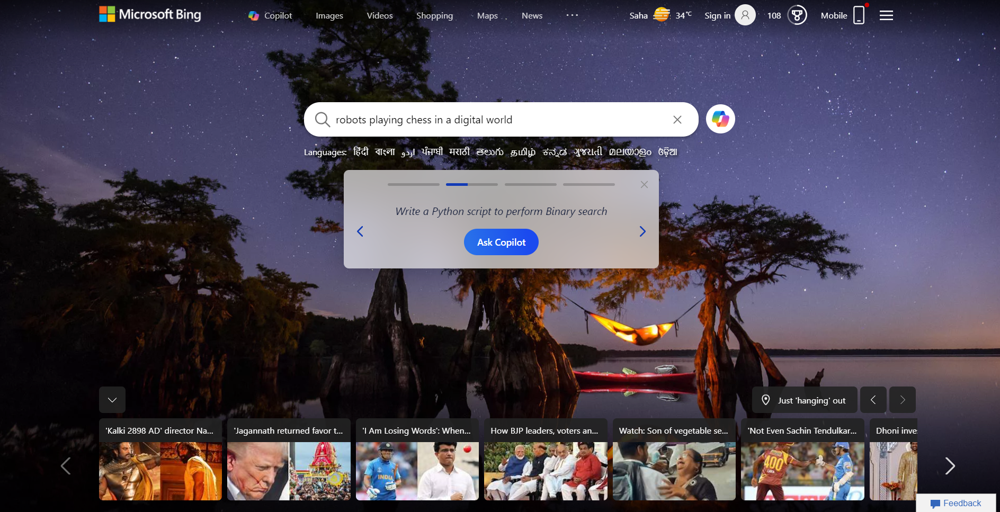 Microsoft Bing
Copilot Images Videos Shopping Maps News ...
Saha 34°C Sign in 108 Mobile
robots playing chess in a digital world
Languages: हिंदी বাংলা اردو ਪੰਜਾਬੀ मराठी తెలుగు தமிழ் ಕನ್ನಡ ગુજરાતી മലയാളം ଓଡ଼ିଆ
Write a Python script to perform Binary search
Ask Copilot
Just 'hanging' out
'Kalki 2898 AD' director Na...
'Jagannath returned favor t...
'I Am Losing Words': When...
How BJP leaders, voters an...
Watch: Son of vegetable se...
'Not Even Sachin Tendulkar...
Dhoni inves
INDIA
400
LARA
Feedback